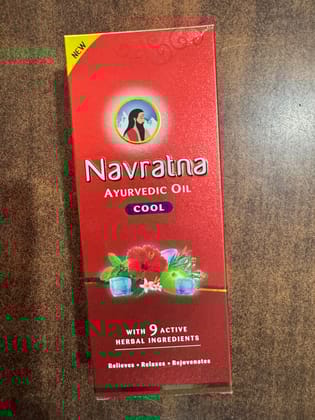 NEW
Navratna
AYURVEDIC OIL
COOL
WITH 9 ACTIVE
HERBAL INGREDIENTS
Relieves • Relaxes • Rejuvenates